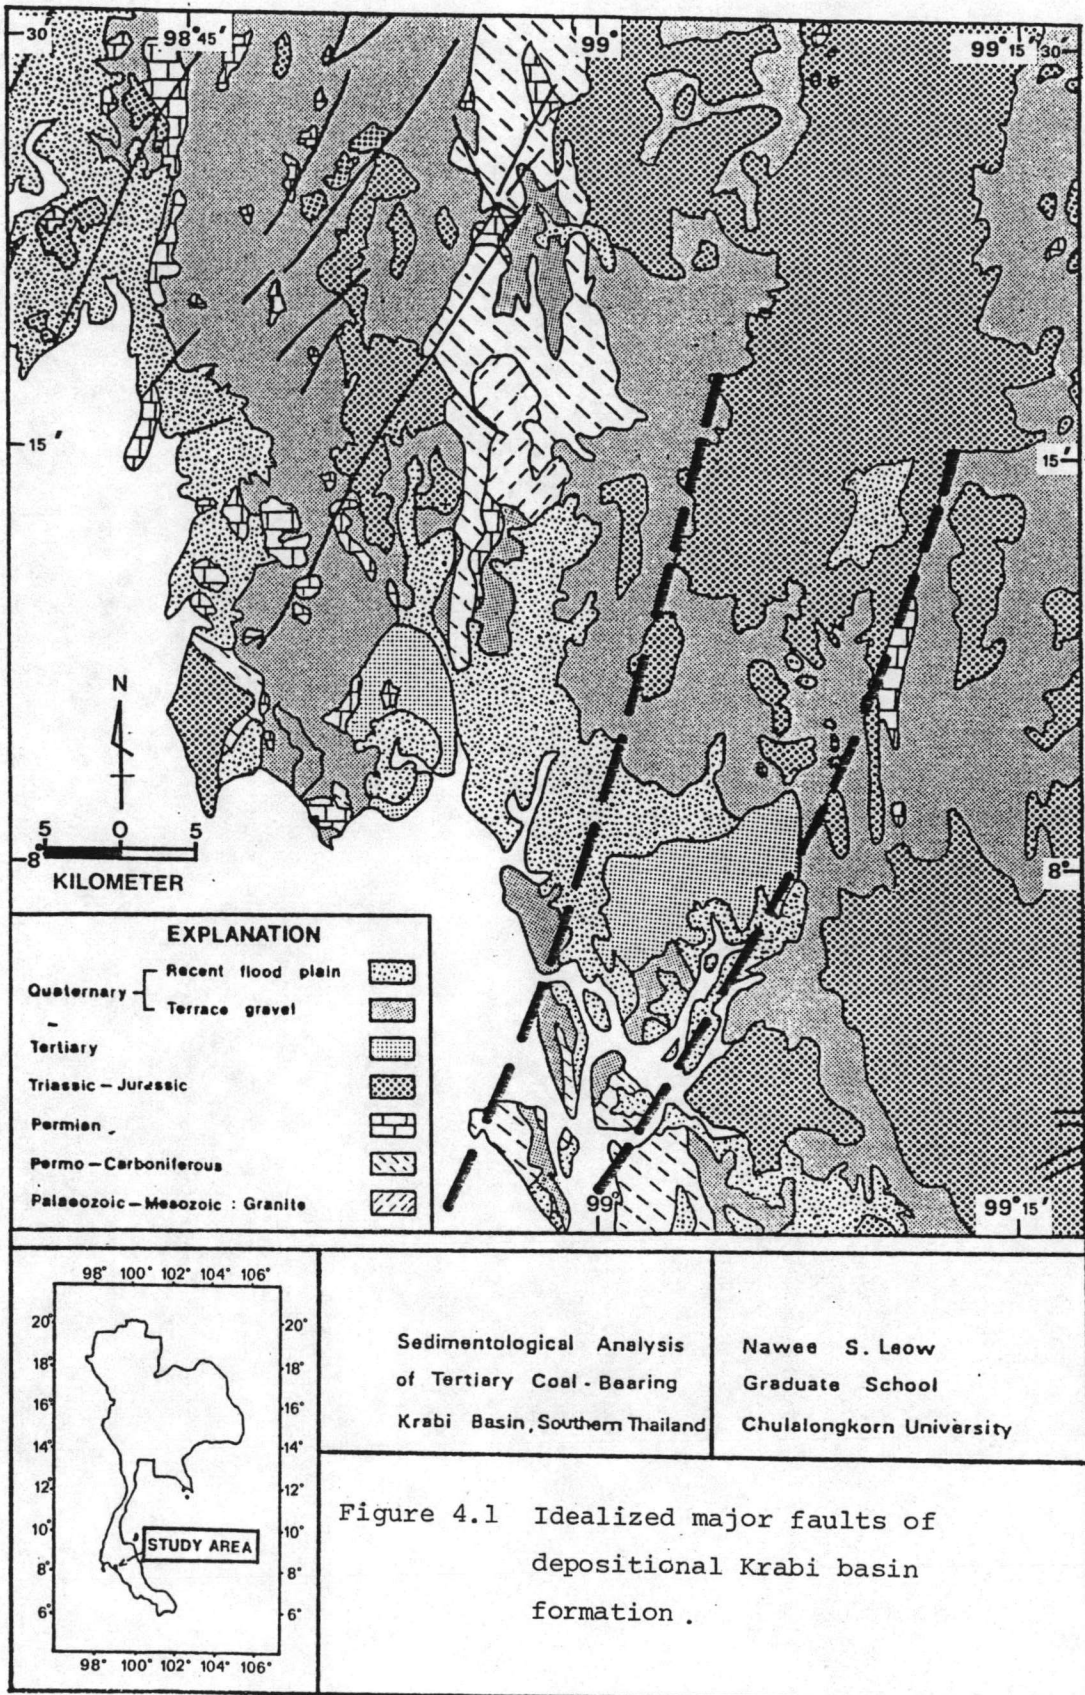 30 98°45′ 99° 99°15′ 30
15′ 15′
N
5 0 5
8° 8°
KILOMETER
EXPLANATION
Quaternary Recent flood plain
Terrace gravel
Tertiary
Triassic – Jurassic
Permian
Permo – Carboniferous
Palaeozoic – Mesozoic : Granite
99° 99°15′
98° 100° 102° 104° 106°
20° 20°
18° 18°
16° 16°
14° 14°
12° 12°
10° 10°
8° 8°
6° 6°
STUDY AREA
98° 100° 102° 104° 106°
Sedimentological Analysis
of Tertiary Coal - Bearing
Krabi Basin, Southern Thailand
Nawee S. Leow
Graduate School
Chulalongkorn University
Figure 4.1 Idealized major faults of
depositional Krabi basin
formation .